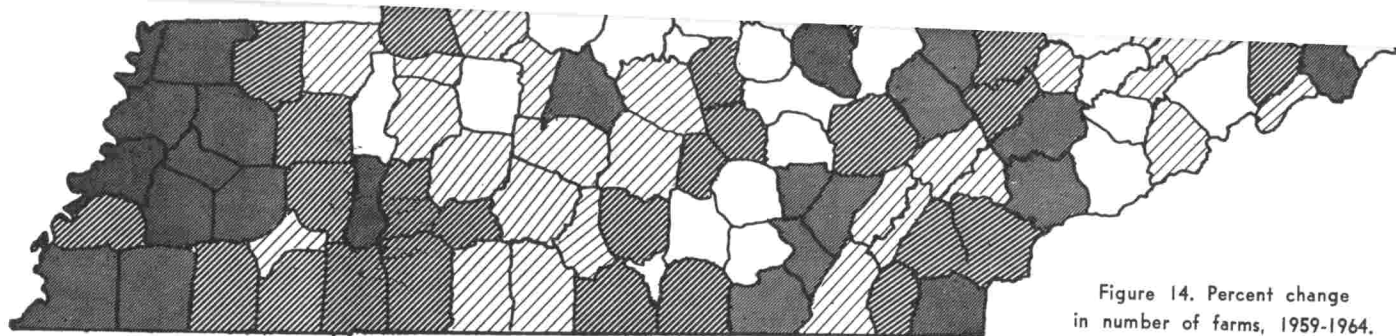 Figure 14. Percent change
in number of farms, 1959-1964.